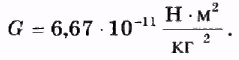 G = 6,67 · 10⁻¹¹ Н · м² / кг².